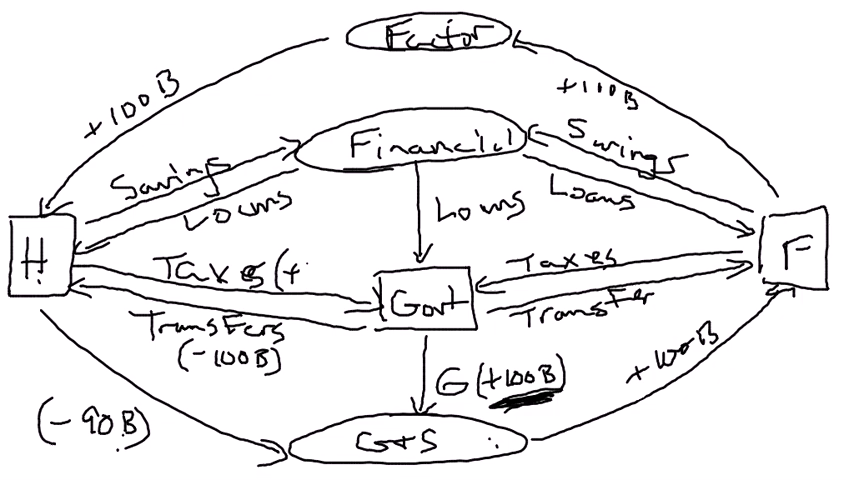 Factor
+100B
+110B
Savings
Financial
Savings
Loans
Loans
Loans
H
F
Taxes (+
Taxes
Govt
Transfers
(-100B)
Transfer
G (+100B)
+100B
(-90B)
G+S